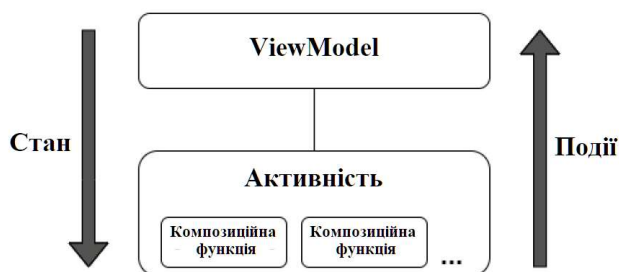 ViewModel
Стан
Події
Активність
Композиційна
функція
Композиційна
функція
...